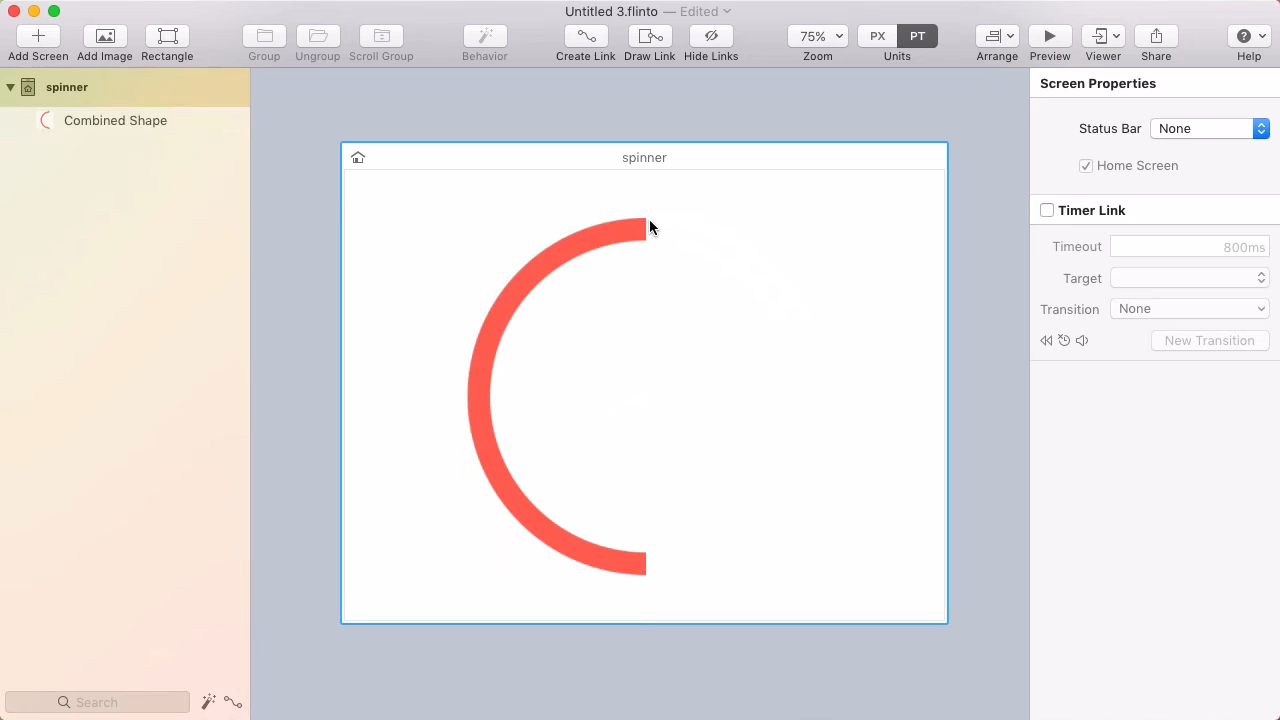 Untitled 3.flinto — Edited
Add Screen
Add Image
Rectangle
Group
Ungroup
Scroll Group
Behavior
Create Link
Draw Link
Hide Links
75%
Zoom
PX
PT
Units
Arrange
Preview
Viewer
Share
Help
spinner
Combined Shape
Search
spinner
Screen Properties
Status Bar
None
Home Screen
Timer Link
Timeout
800ms
Target
Transition
None
New Transition